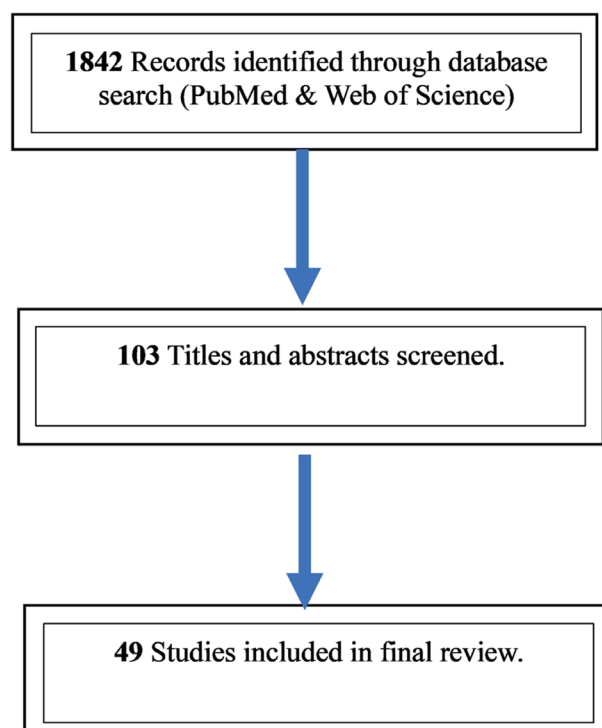 1842 Records identified through database
search (PubMed & Web of Science)
103 Titles and abstracts screened.
49 Studies included in final review.